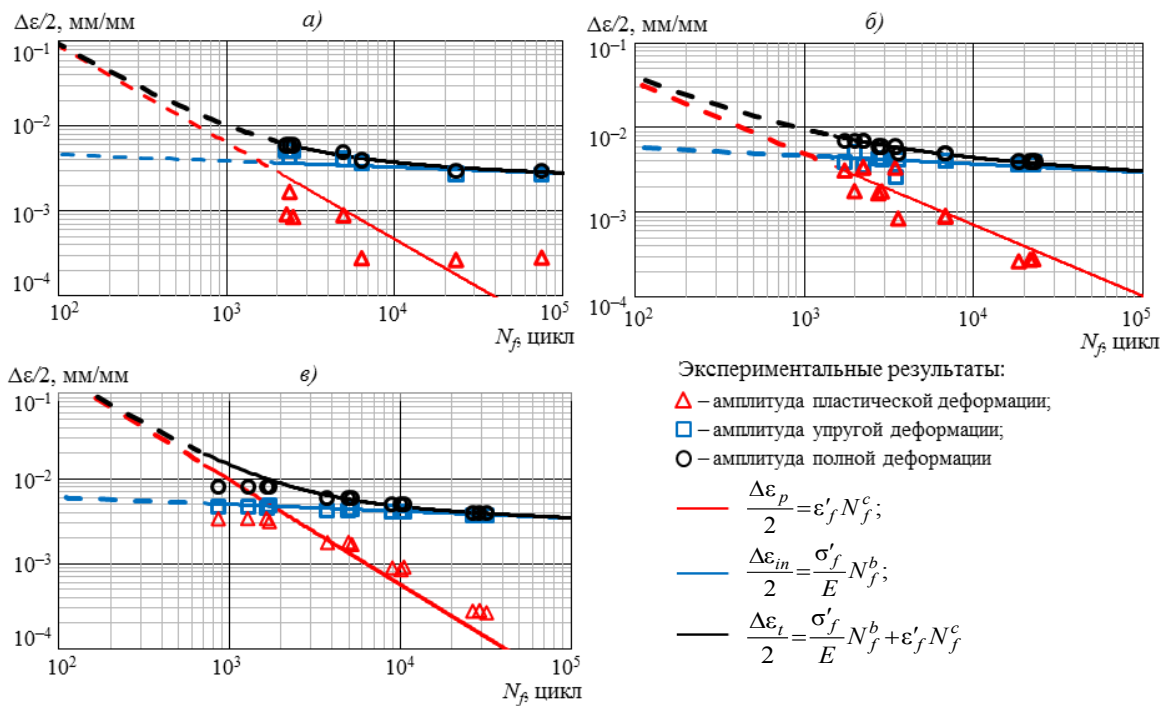 Δε/2, мм/мм
а)
10⁻¹
10⁻²
10⁻³
10⁻⁴
10²
10³
10⁴
10⁵
N_f, цикл
Δε/2, мм/мм
б)
10⁻¹
10⁻²
10⁻³
10⁻⁴
10²
10³
10⁴
10⁵
N_f, цикл
Δε/2, мм/мм
в)
10⁻¹
10⁻²
10⁻³
10⁻⁴
10²
10³
10⁴
10⁵
N_f, цикл
Экспериментальные результаты:
– амплитуда пластической деформации;
– амплитуда упругой деформации;
– амплитуда полной деформации
Δε_p/2 = ε′_f N_f^c;
Δε_in/2 = σ′_f/E N_f^b;
Δε_t/2 = σ′_f/E N_f^b + ε′_f N_f^c